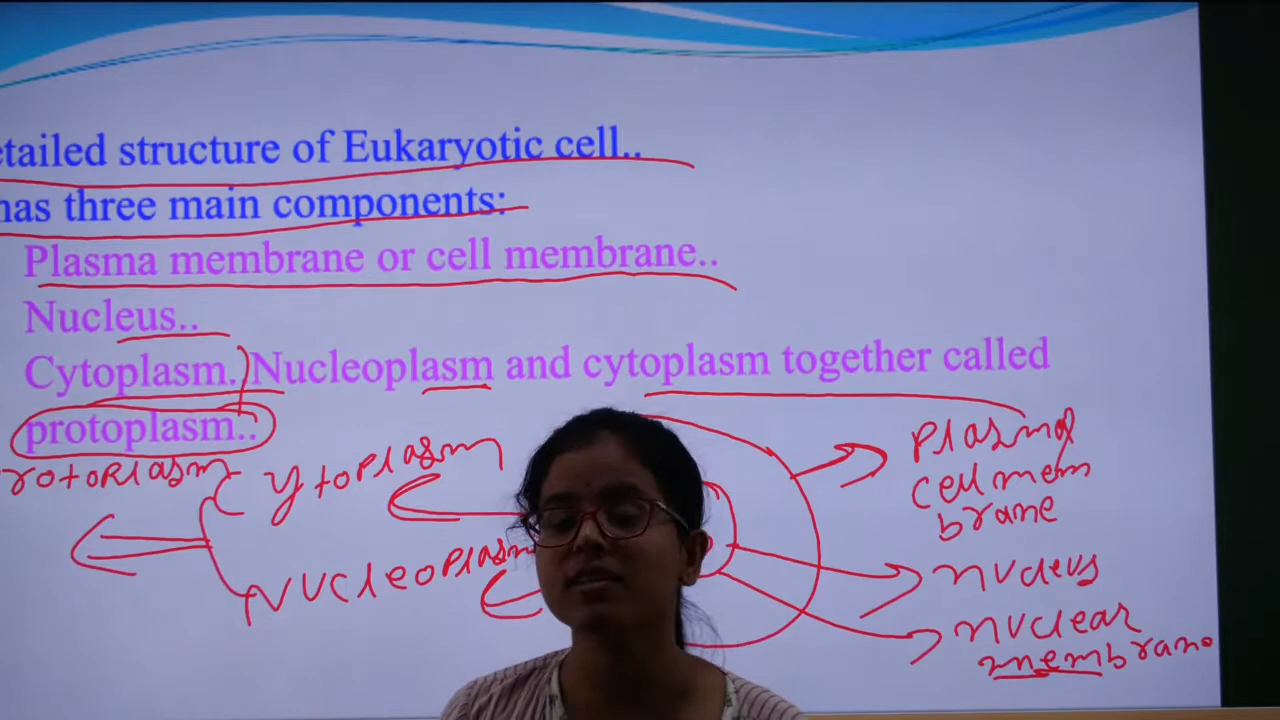 etailed structure of Eukaryotic cell..
has three main components:
Plasma membrane or cell membrane..
Nucleus..
Cytoplasm. Nucleoplasm and cytoplasm together called
protoplasm..
rotoplasm
Cytoplasm
Nucleoplasm
Plasma
cell mem
brane
nucleus
nuclear
membrane